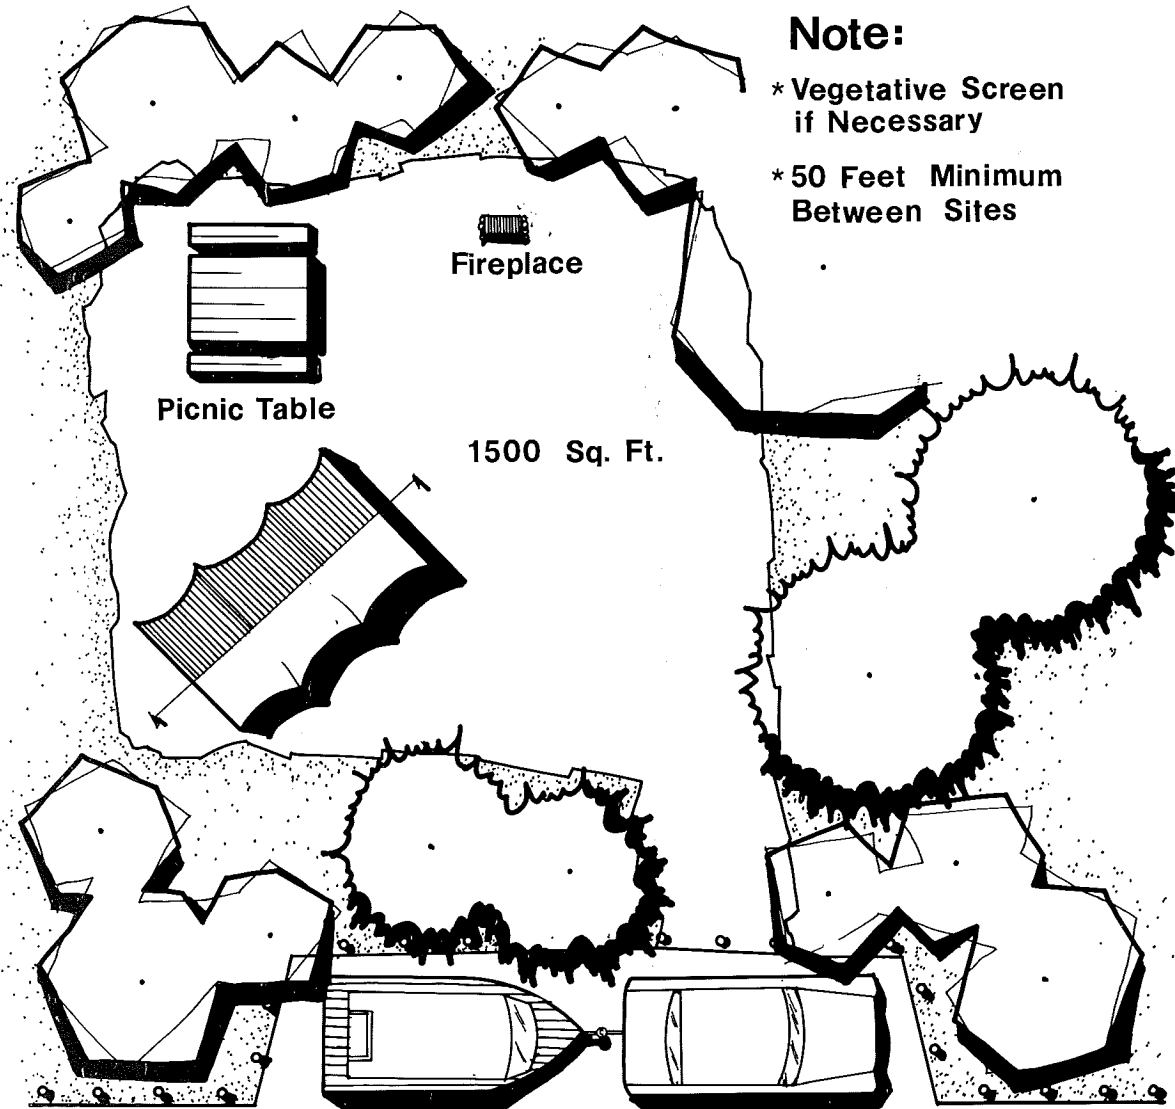 Note:
* Vegetative Screen
if Necessary
* 50 Feet Minimum
Between Sites
Fireplace
Picnic Table
1500 Sq. Ft.